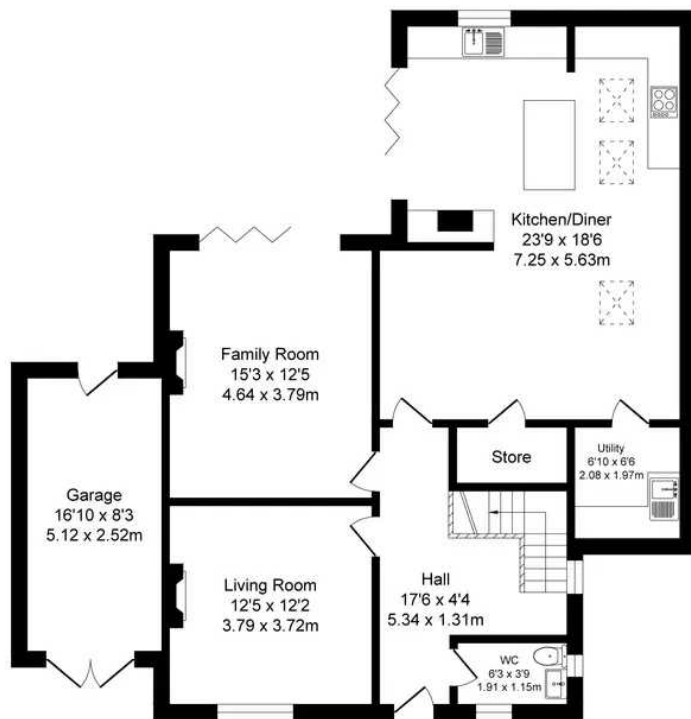 Kitchen/Diner
23'9 x 18'6
7.25 x 5.63m
Family Room
15'3 x 12'5
4.64 x 3.79m
Store
Utility
6'10 x 6'6
2.08 x 1.97m
Garage
16'10 x 8'3
5.12 x 2.52m
Living Room
12'5 x 12'2
3.79 x 3.72m
Hall
17'6 x 4'4
5.34 x 1.31m
WC
6'3 x 3'9
1.91 x 1.15m